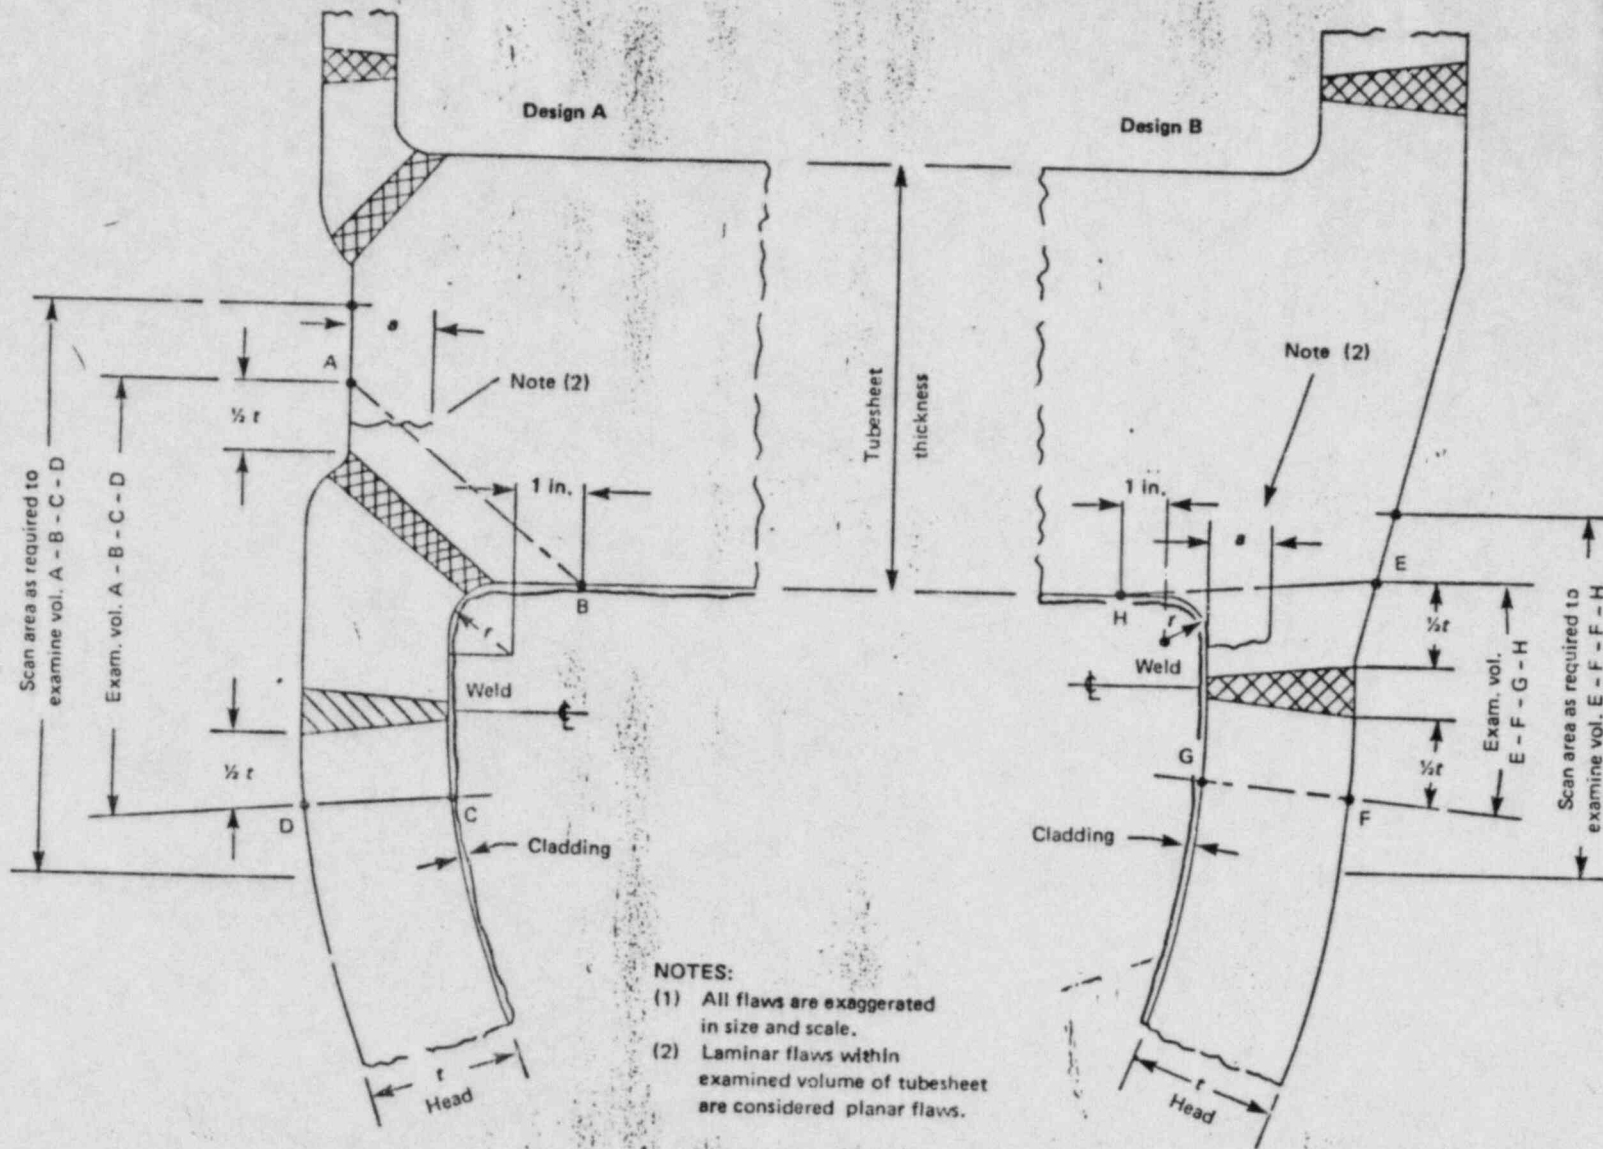 Design A
Design B
a
A
Note (2)
½ t
Scan area as required to
examine vol. A - B - C - D
Exam. vol. A - B - C - D
1 in.
B
r
Weld
℄
½ t
D
C
Cladding
t
Head
Tubesheet
thickness
Note (2)
1 in.
a
E
H
r
½t
Weld
℄
G
½t
F
Exam. vol.
E - F - G - H
Scan area as required to
examine vol. E - F - F - H
Cladding
t
Head
NOTES:
(1) All flaws are exaggerated
in size and scale.
(2) Laminar flaws within
examined volume of tubesheet
are considered planar flaws.